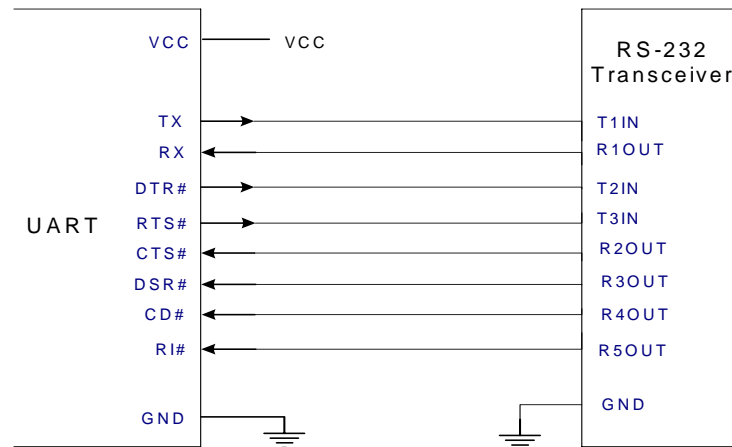 VCC VCC
RS-232
Transceiver
TX T1IN
RX R1OUT
DTR# T2IN
UART RTS# T3IN
CTS# R2OUT
DSR# R3OUT
CD# R4OUT
RI# R5OUT
GND GND